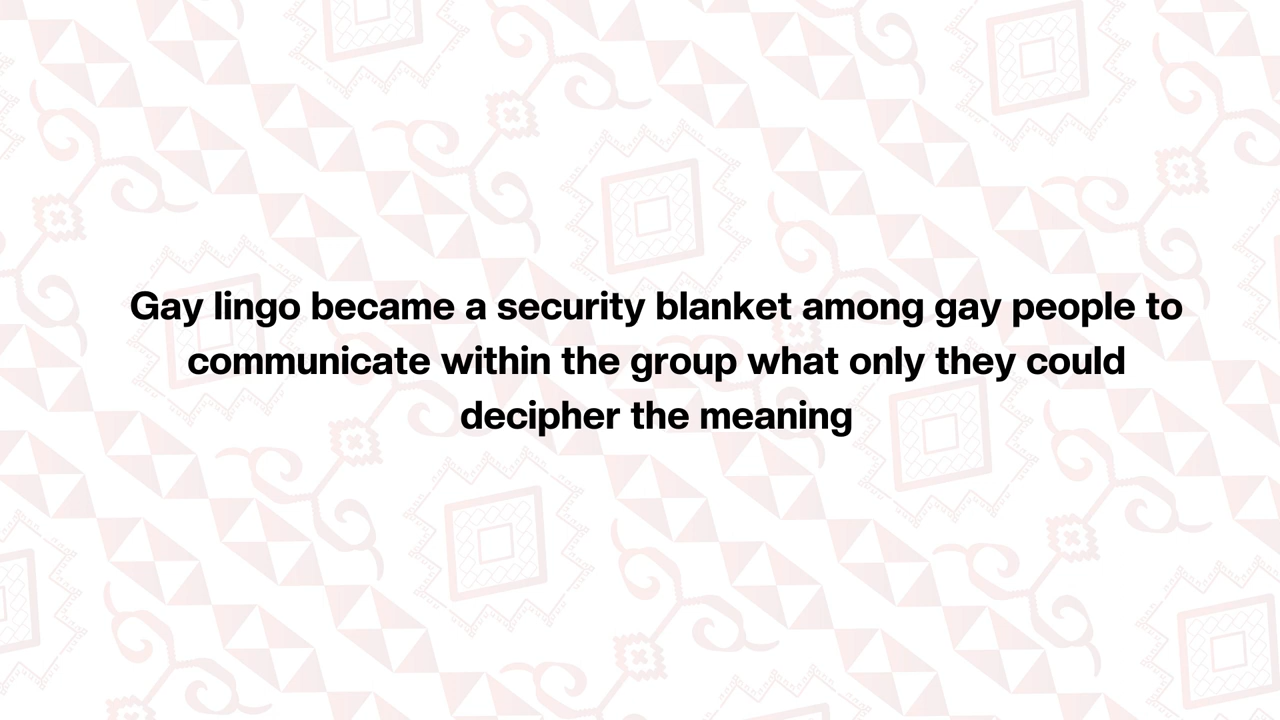 Gay lingo became a security blanket among gay people to
communicate within the group what only they could
decipher the meaning